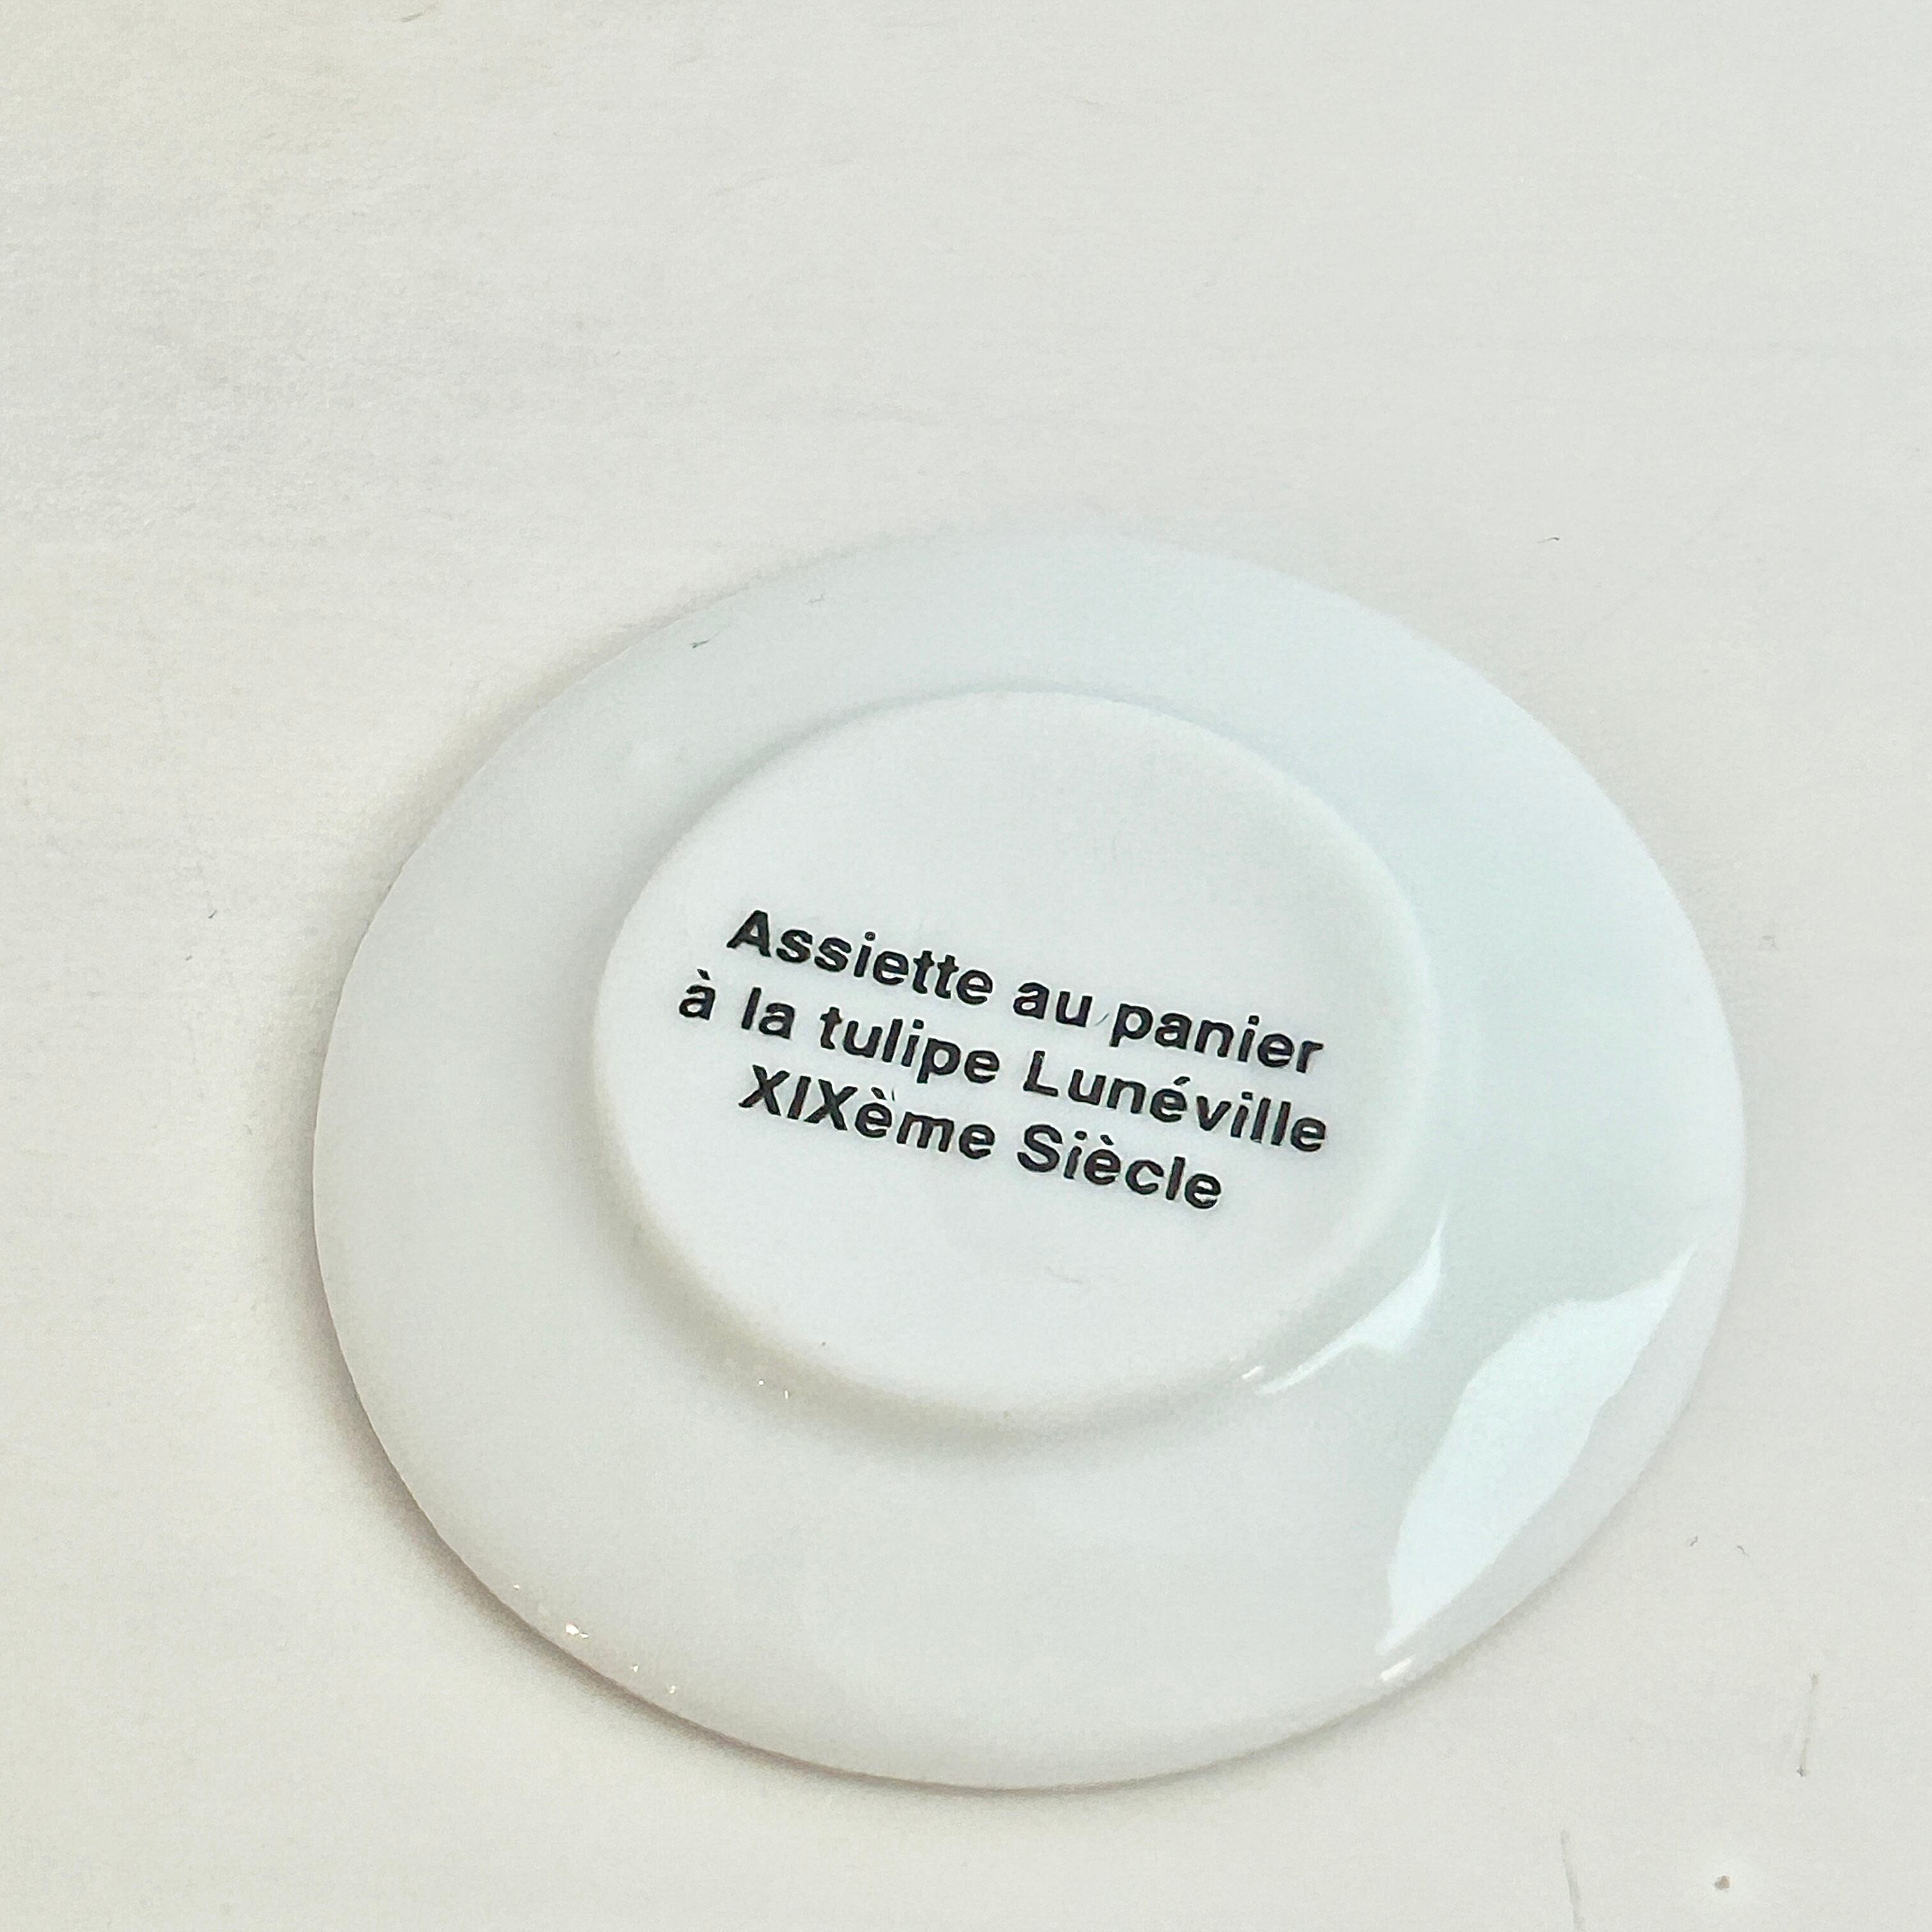 Assiette au panier
à la tulipe Lunéville
XIXème Siècle